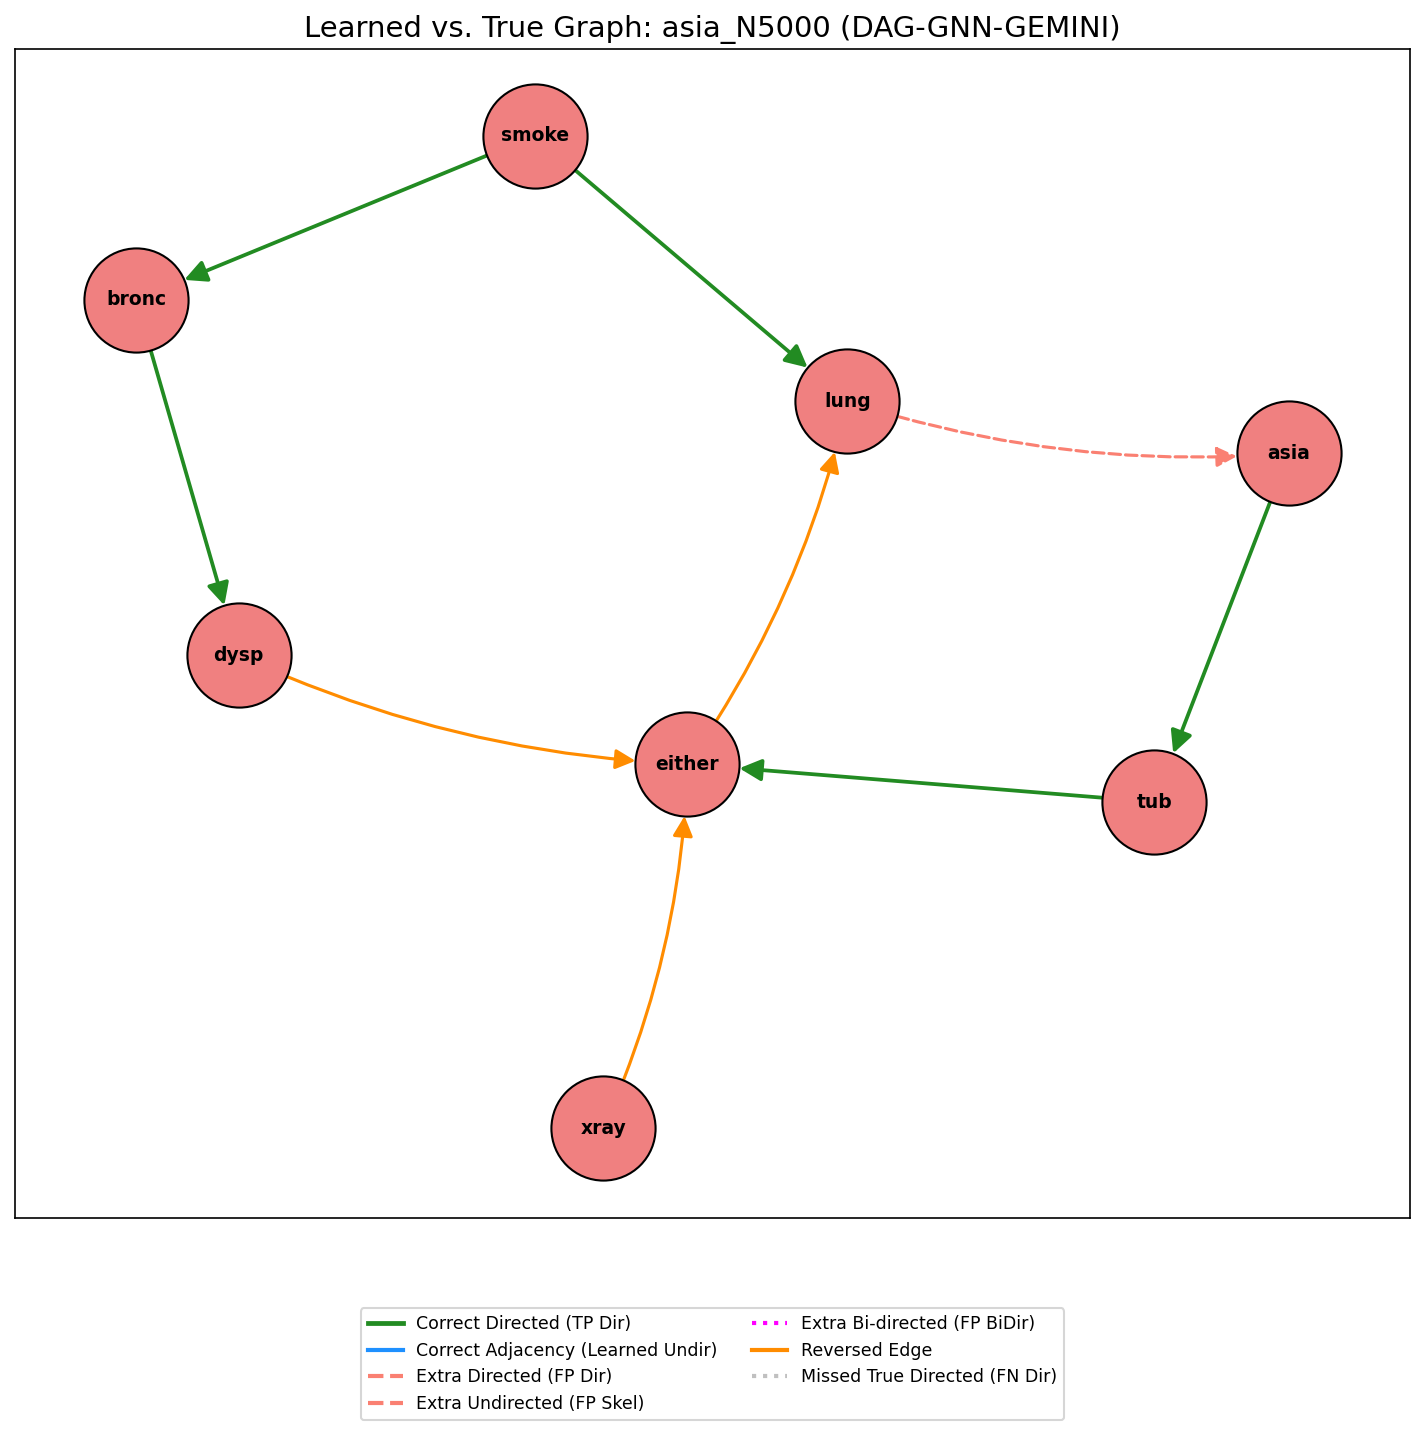 Learned vs. True Graph: asia_N5000 (DAG-GNN-GEMINI)
smoke
bronc
lung
asia
dysp
either
tub
xray
Correct Directed (TP Dir)
Correct Adjacency (Learned Undir)
Extra Directed (FP Dir)
Extra Undirected (FP Skel)
Extra Bi-directed (FP BiDir)
Reversed Edge
Missed True Directed (FN Dir)